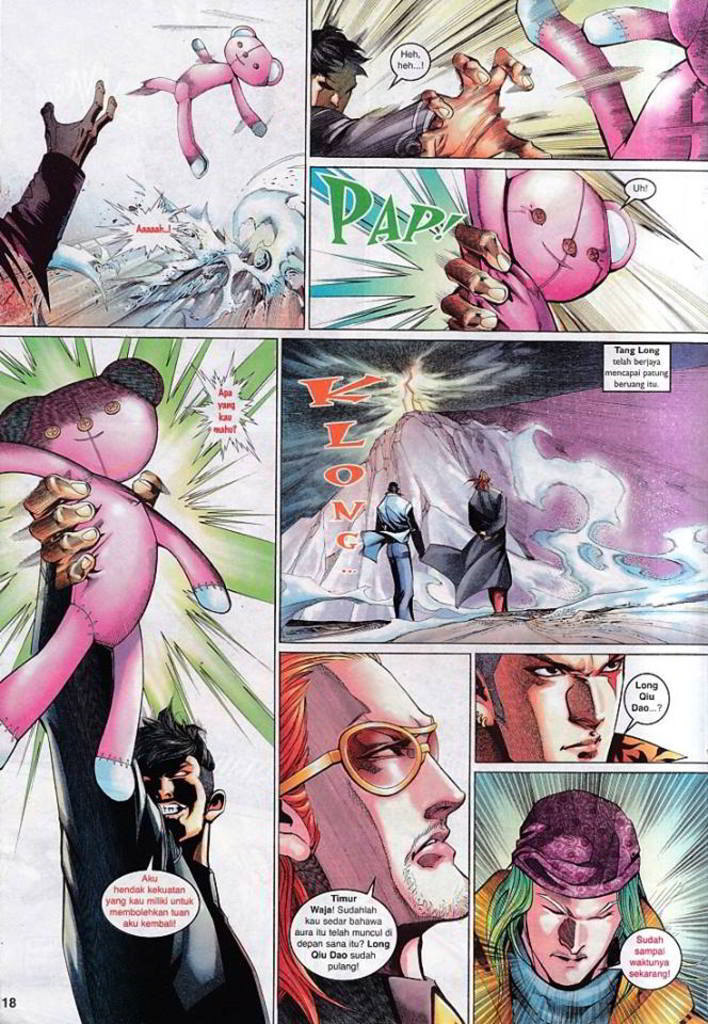 Aaaaah...!
Heh,
heh...!
PAP!
Uh!
Apa
yang
kau
mahu?
Tang Long
telah berjaya
mencapai patung
beruang itu.
KLONG...
Aku
hendak kekuatan
yang kau miliki untuk
membolehkan tuan
aku kembali!
Timur
Waja! Sudahlah
kau sedar bahawa
aura itu telah muncul di
depan sana itu? Long
Qiu Dao sudah
pulang!
Long
Qiu
Dao...?
Sudah
sampai
waktunya
sekarang!
18